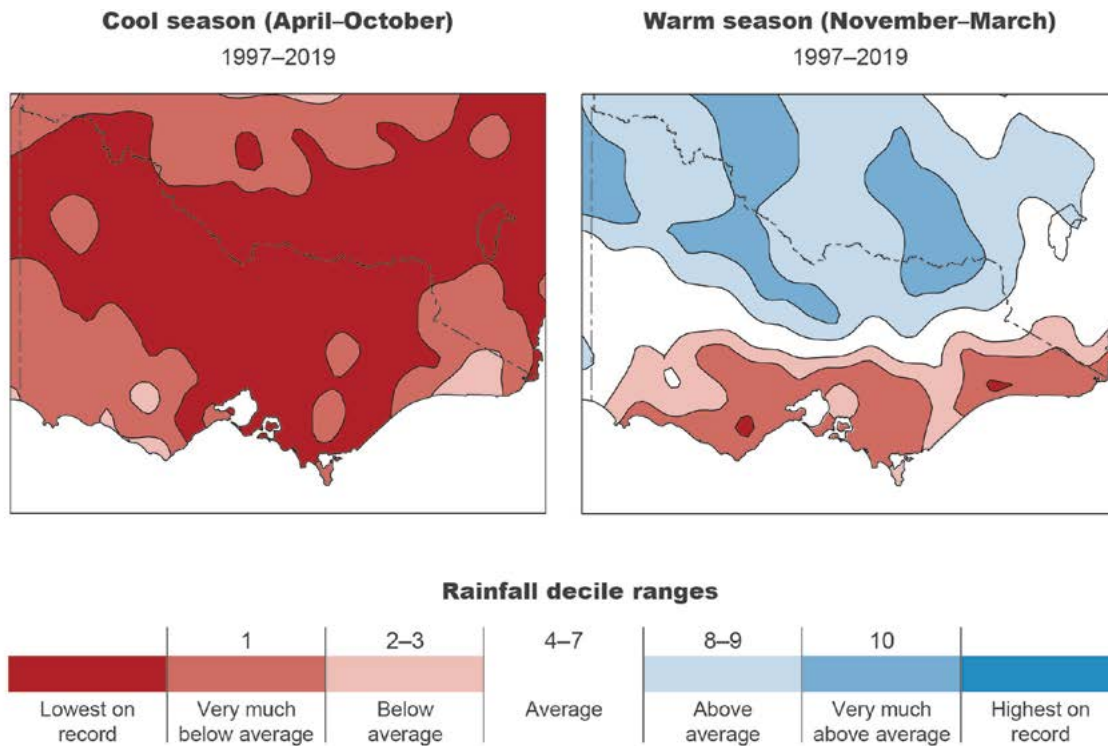 Cool season (April–October)
1997–2019
Warm season (November–March)
1997–2019
Rainfall decile ranges
1
2–3
4–7
8–9
10
Lowest on
record
Very much
below average
Below
average
Average
Above
average
Very much
above average
Highest on
record